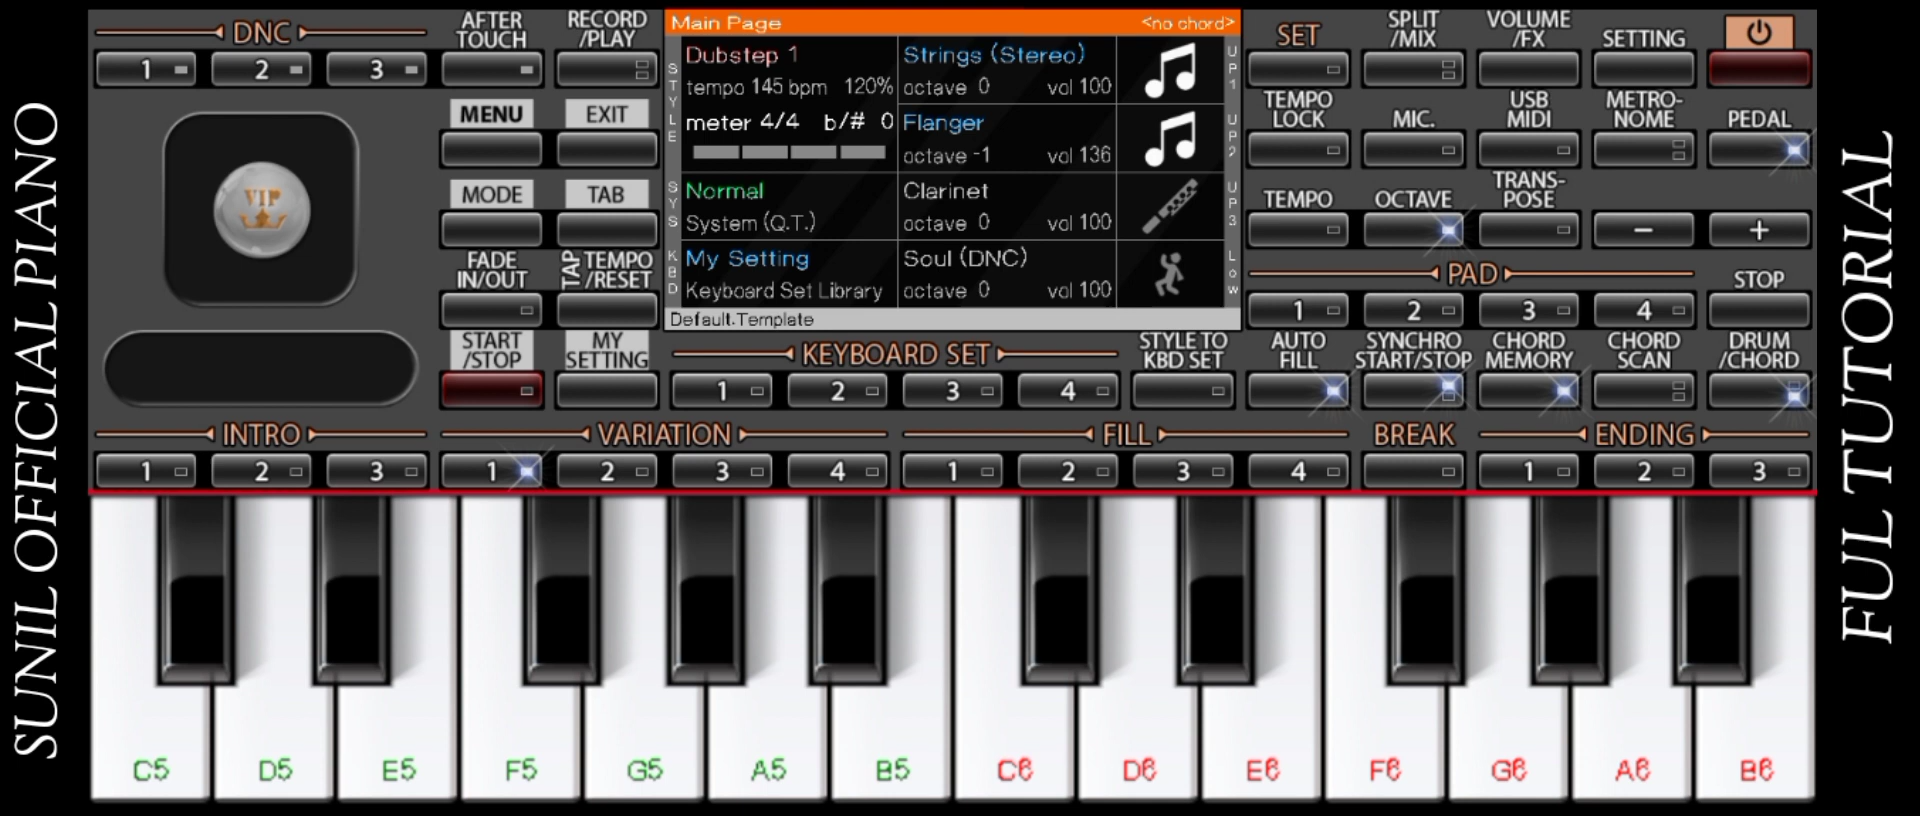 SUNIL OFFICIAL PIANO
DNC
1 2 3
AFTER TOUCH
RECORD /PLAY
VIP
MENU EXIT
MODE TAB
FADE IN/OUT
TAP TEMPO /RESET
START /STOP
MY SETTING
Main Page <no chord>
STYLE
Dubstep 1
tempo 145 bpm 120%
meter 4/4 b/# 0
SYS
Normal
System (Q.T.)
KBD
My Setting
Keyboard Set Library
Strings (Stereo)
octave 0 vol 100
UP1
Flanger
octave -1 vol 136
UP2
Clarinet
octave 0 vol 100
UP3
Soul (DNC)
octave 0 vol 100
Low
Default.Template
KEYBOARD SET
1 2 3 4
STYLE TO KBD SET
SET
SPLIT /MIX
VOLUME /FX
SETTING
TEMPO LOCK
MIC.
USB MIDI
METRO-NOME
PEDAL
TEMPO
OCTAVE
TRANS-POSE
− +
PAD
1 2 3 4
STOP
AUTO FILL
SYNCHRO START/STOP
CHORD MEMORY
CHORD SCAN
DRUM /CHORD
INTRO
1 2 3
VARIATION
1 2 3 4
FILL
1 2 3 4
BREAK
ENDING
1 2 3
C5 D5 E5 F5 G5 A5 B5 C6 D6 E6 F6 G6 A6 B6
FUL TUTORIAL